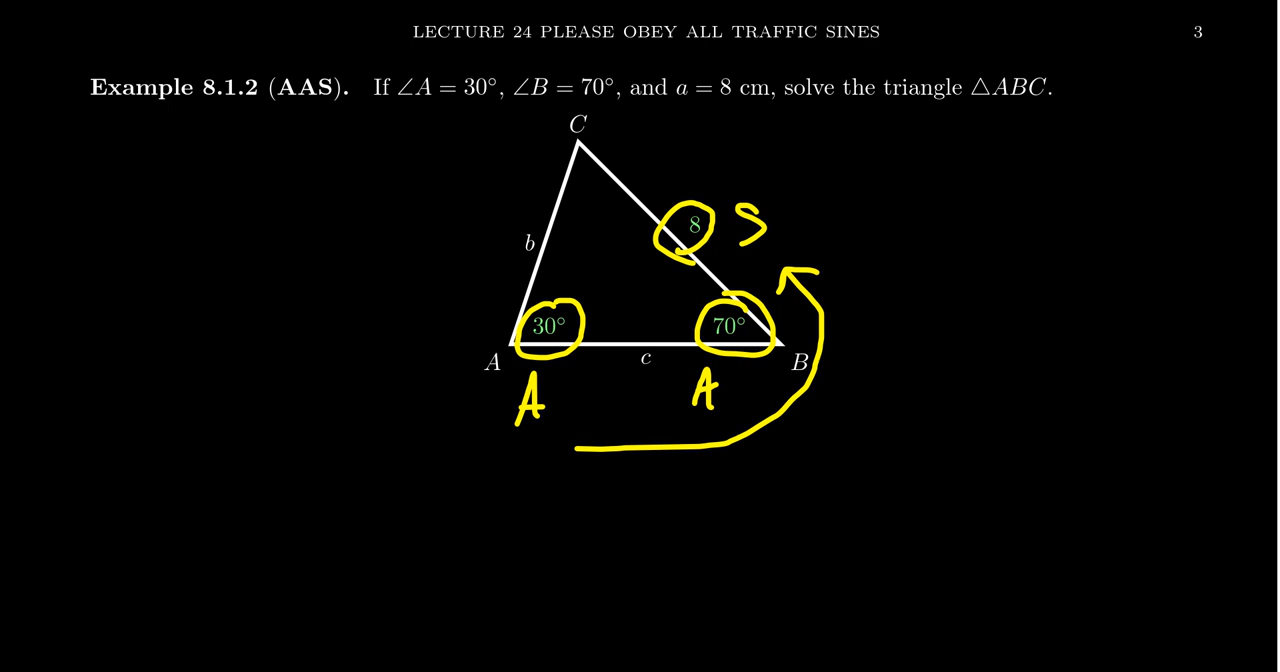 LECTURE 24 PLEASE OBEY ALL TRAFFIC SINES 3
Example 8.1.2 (AAS). If ∠A = 30°, ∠B = 70°, and a = 8 cm, solve the triangle △ABC.
C
8 S
b
30° 70°
A c B
A A